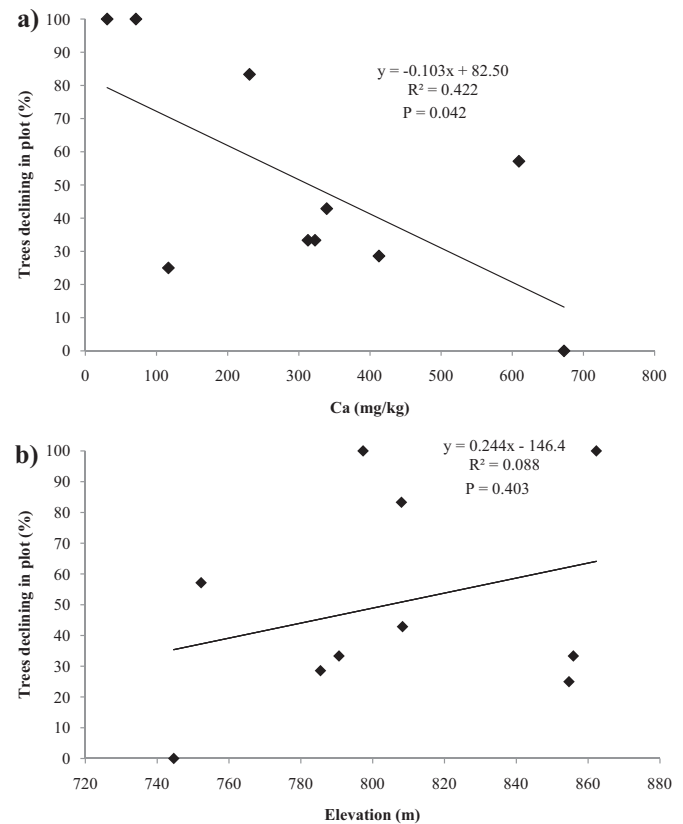 a)
100
90
80
70
60
50
40
30
20
10
0
Trees declining in plot (%)
y = -0.103x + 82.50
R² = 0.422
P = 0.042
0 100 200 300 400 500 600 700 800
Ca (mg/kg)
b)
100
90
80
70
60
50
40
30
20
10
0
Trees declining in plot (%)
y = 0.244x - 146.4
R² = 0.088
P = 0.403
720 740 760 780 800 820 840 860 880
Elevation (m)